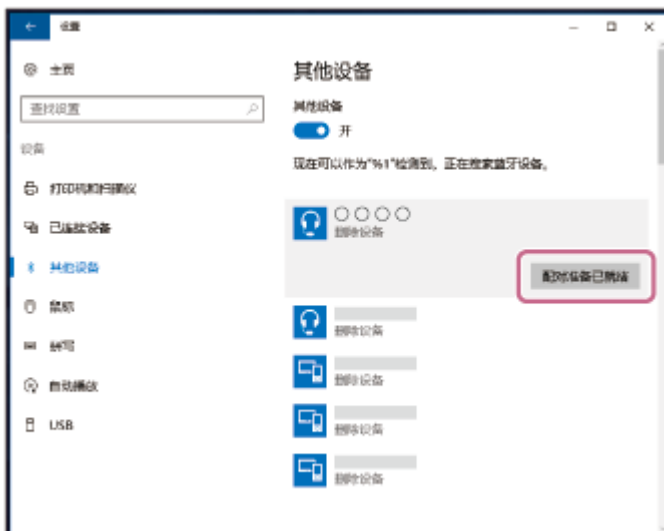 设置
主页
查找设置
设备
打印机和扫描仪
已连接设备
其他设备
鼠标
拼写
自动播放
USB
其他设备
其他设备
开
现在可以作为"%1"检测到，正在搜索蓝牙设备。
○○○○
删除设备
配对准备已就绪
删除设备
删除设备
删除设备
删除设备